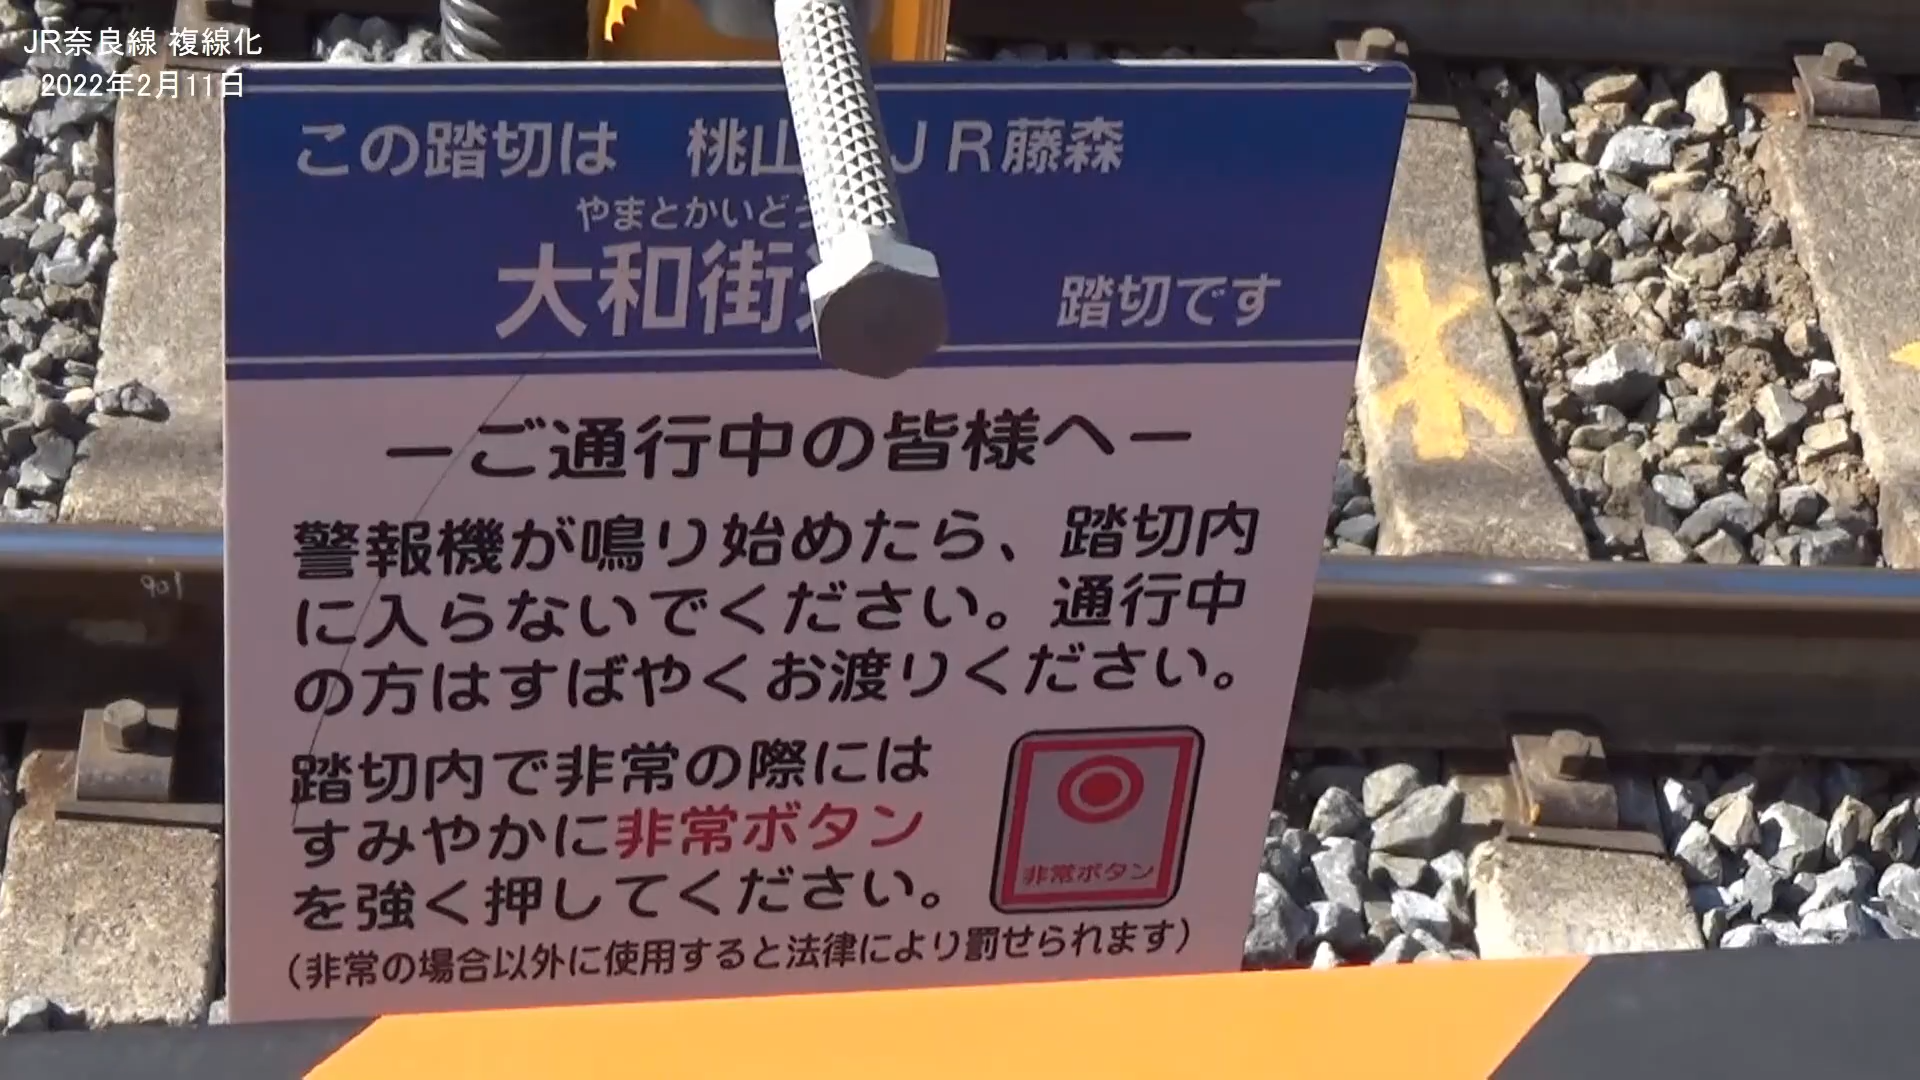 JR奈良線 複線化
2022年2月11日
この踏切は 桃山 JR藤森
やまとかいど
大和街 踏切です
－ご通行中の皆様へ－
警報機が鳴り始めたら、踏切内
に入らないでください。通行中
の方はすばやくお渡りください。
踏切内で非常の際には
すみやかに非常ボタン
を強く押してください。
非常ボタン
（非常の場合以外に使用すると法律により罰せられます）
901